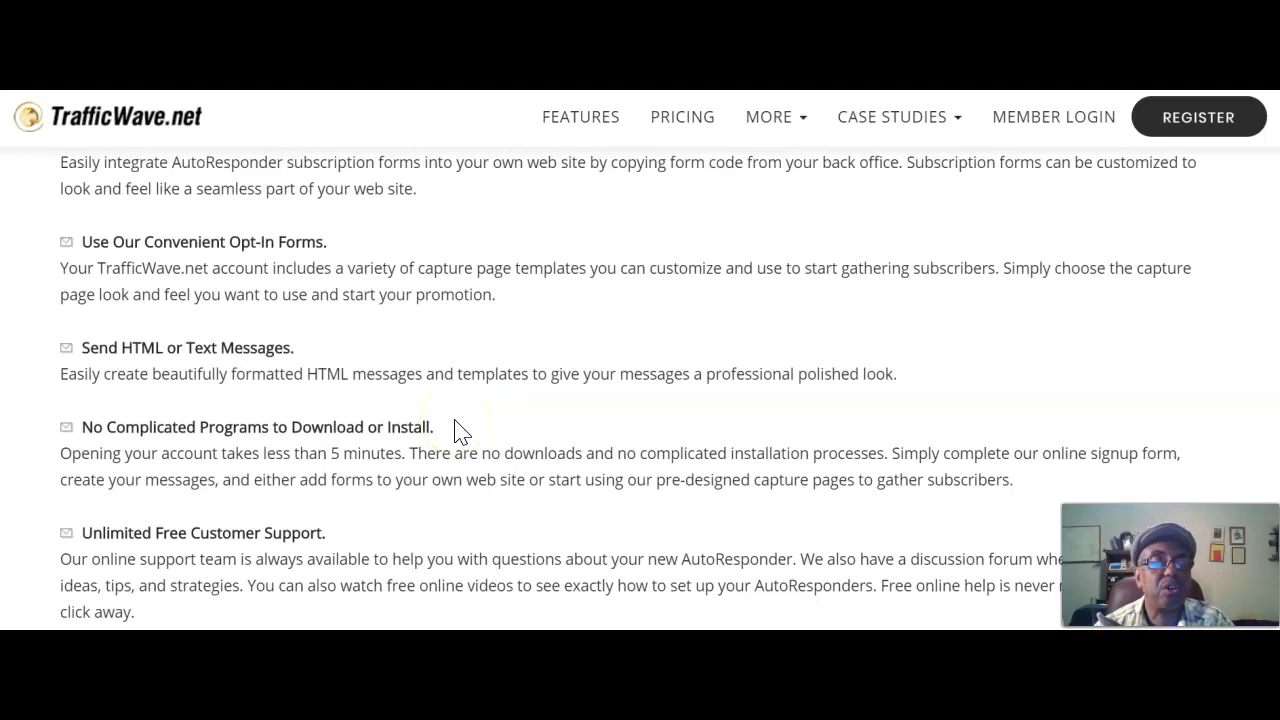 TrafficWave.net
FEATURES PRICING MORE CASE STUDIES MEMBER LOGIN REGISTER
Easily integrate AutoResponder subscription forms into your own web site by copying form code from your back office. Subscription forms can be customized to
look and feel like a seamless part of your web site.
Use Our Convenient Opt-In Forms.
Your TrafficWave.net account includes a variety of capture page templates you can customize and use to start gathering subscribers. Simply choose the capture
page look and feel you want to use and start your promotion.
Send HTML or Text Messages.
Easily create beautifully formatted HTML messages and templates to give your messages a professional polished look.
No Complicated Programs to Download or Install.
Opening your account takes less than 5 minutes. There are no downloads and no complicated installation processes. Simply complete our online signup form,
create your messages, and either add forms to your own web site or start using our pre-designed capture pages to gather subscribers.
Unlimited Free Customer Support.
Our online support team is always available to help you with questions about your new AutoResponder. We also have a discussion forum
ideas, tips, and strategies. You can also watch free online videos to see exactly how to set up your AutoResponders. Free online help is never
click away.